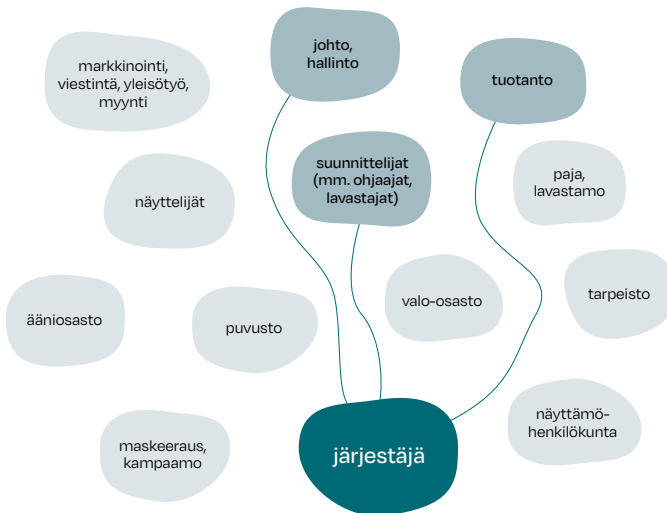 markkinointi,
viestintä, yleisötyö,
myynti
johto,
hallinto
tuotanto
suunnittelijat
(mm. ohjaajat,
lavastajat)
paja,
lavastamo
näyttelijät
valo-osasto
tarpeisto
ääniosasto
puvusto
näyttämö-
henkilökunta
maskeeraus,
kampaamo
järjestäjä